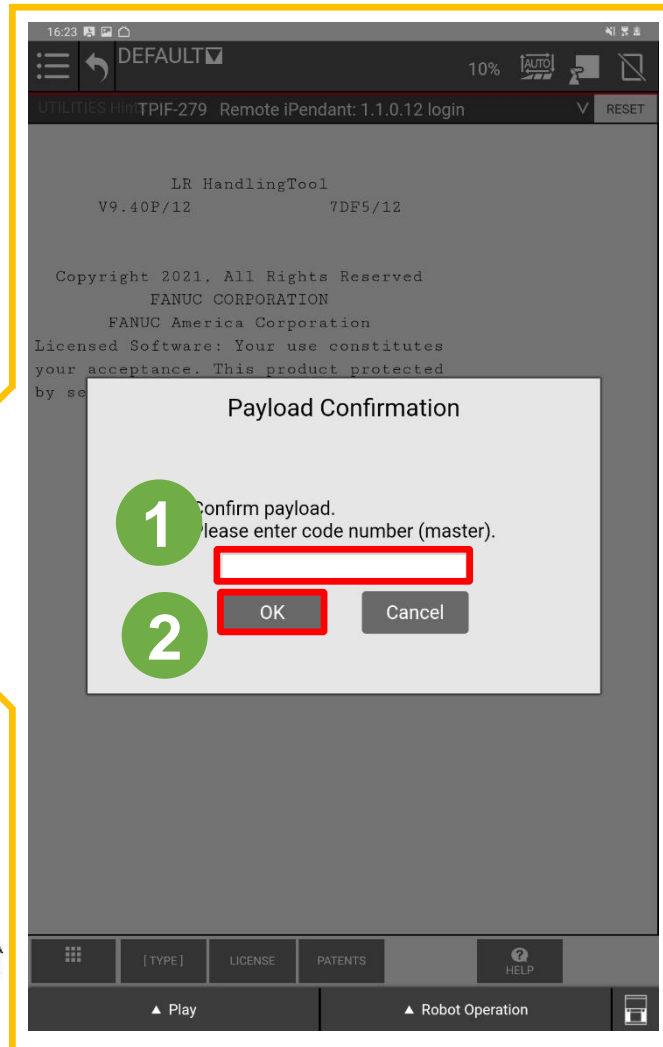 16:23
DEFAULT
10%
AUTO
UTILITIES Hint
TPIF-279 Remote iPendant: 1.1.0.12 login
RESET
LR HandlingTool
V9.40P/12 7DF5/12
Copyright 2021, All Rights Reserved
FANUC CORPORATION
FANUC America Corporation
Licensed Software: Your use constitutes
your acceptance. This product protected
by se
Payload Confirmation
1
Confirm payload.
Please enter code number (master).
2
OK Cancel
[TYPE] LICENSE PATENTS HELP
▲ Play ▲ Robot Operation